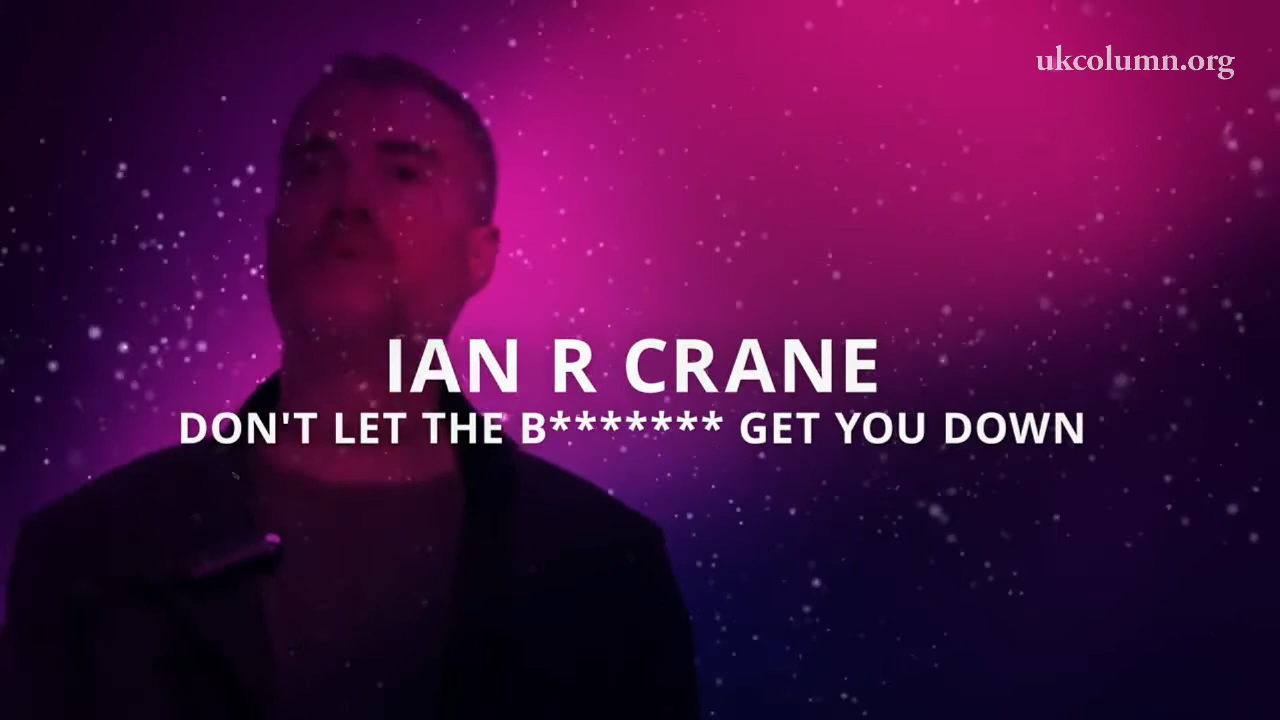 ukcolumn.org
IAN R CRANE
DON'T LET THE B******* GET YOU DOWN